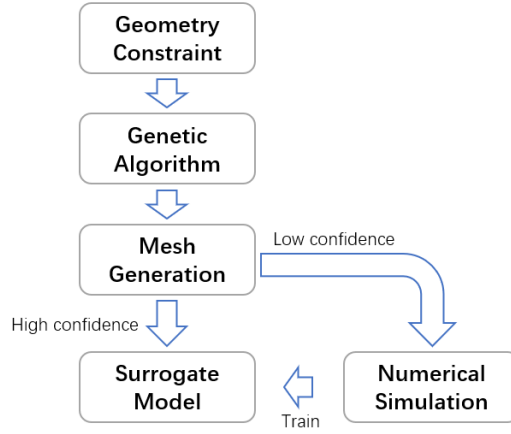 Geometry
Constraint
Genetic
Algorithm
Mesh
Generation
Low confidence
High confidence
Surrogate
Model
Train
Numerical
Simulation